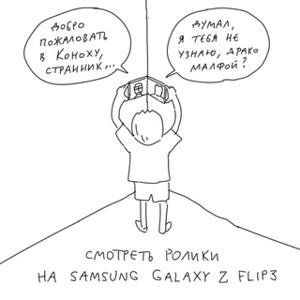 ДОБРО
ПОЖАЛОВАТЬ
В КОНОХУ,
СТРАННИК...
ДУМАЛ,
Я ТЕБЯ НЕ
УЗНАЮ, ДРАКО
МАЛФОЙ?
СМОТРЕТЬ РОЛИКИ
НА SAMSUNG GALAXY Z FLIP3